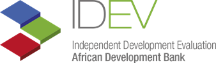 IDEV
Independent Development Evaluation
African Development Bank